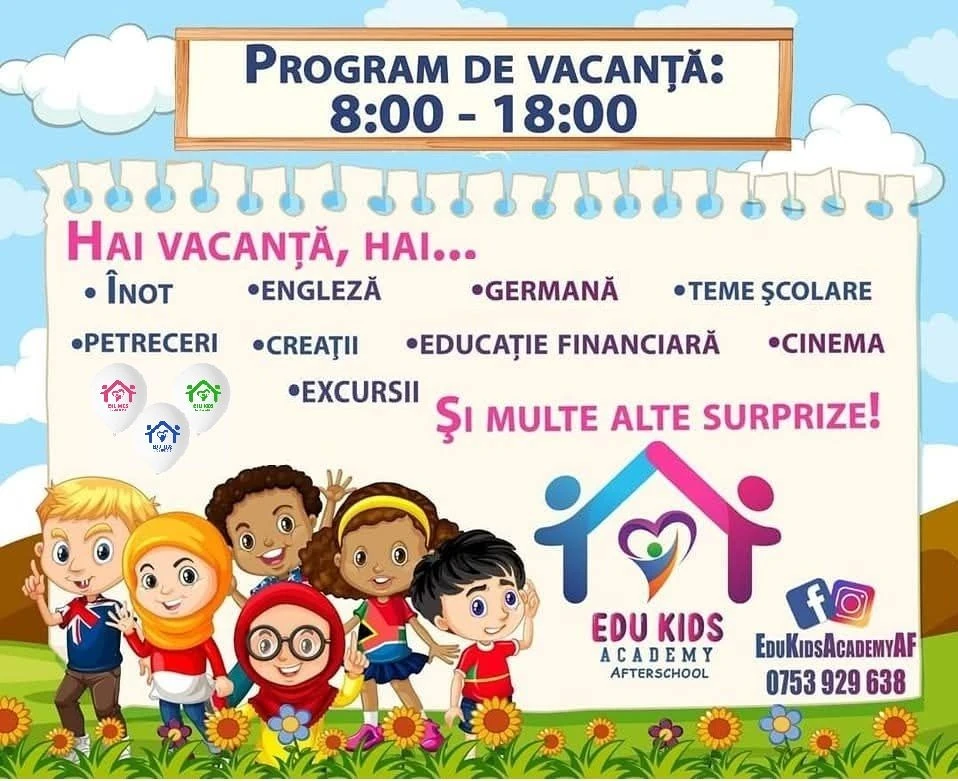 PROGRAM DE VACANȚĂ:
8:00 - 18:00
HAI VACANȚĂ, HAI...
• ÎNOT •ENGLEZĂ •GERMANĂ •TEME ŞCOLARE
•PETRECERI •CREAŢII •EDUCAȚIE FINANCIARĂ •CINEMA
•EXCURSII
ŞI MULTE ALTE SURPRIZE!
EDU KIDS
ACADEMY
AFTERSCHOOL
EDUKIDSACADEMYAF
0753 929 638